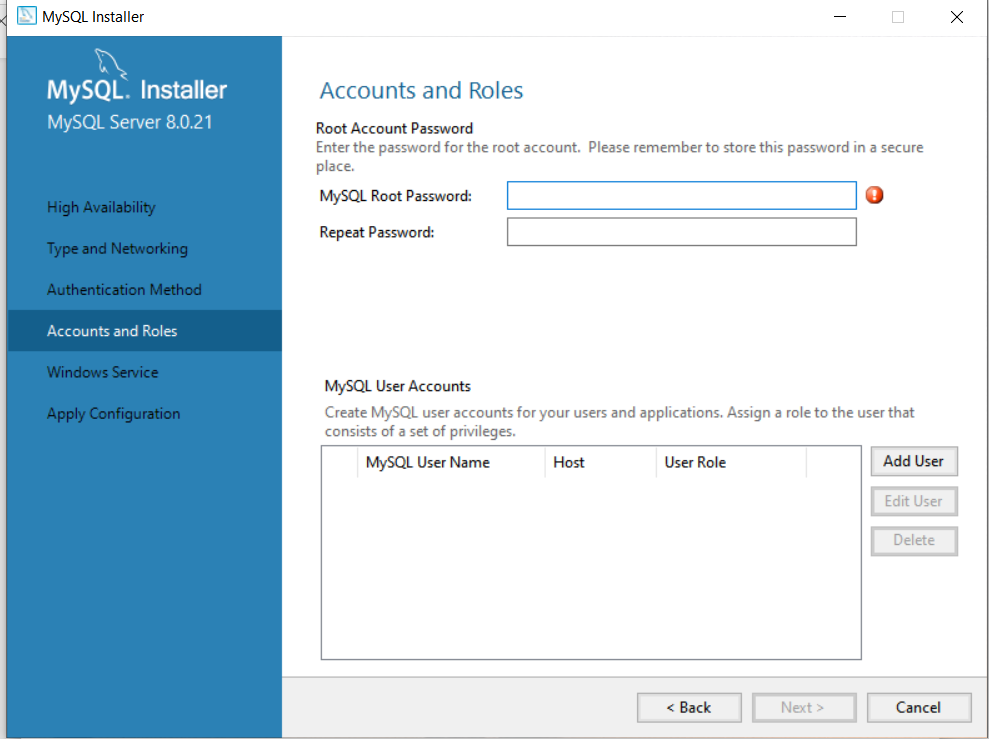 MySQL Installer
MySQL. Installer
MySQL Server 8.0.21
High Availability
Type and Networking
Authentication Method
Accounts and Roles
Windows Service
Apply Configuration
Accounts and Roles
Root Account Password
Enter the password for the root account.  Please remember to store this password in a secure
place.
MySQL Root Password:
Repeat Password:
MySQL User Accounts
Create MySQL user accounts for your users and applications. Assign a role to the user that
consists of a set of privileges.
MySQL User Name Host User Role
Add User
Edit User
Delete
< Back Next > Cancel